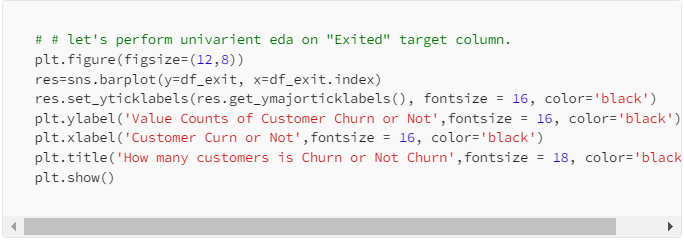 # # let's perform univarient eda on "Exited" target column.
plt.figure(figsize=(12,8))
res=sns.barplot(y=df_exit, x=df_exit.index)
res.set_yticklabels(res.get_ymajorticklabels(), fontsize = 16, color='black')
plt.ylabel('Value Counts of Customer Churn or Not',fontsize = 16, color='black')
plt.xlabel('Customer Curn or Not',fontsize = 16, color='black')
plt.title('How many customers is Churn or Not Churn',fontsize = 18, color='black
plt.show()